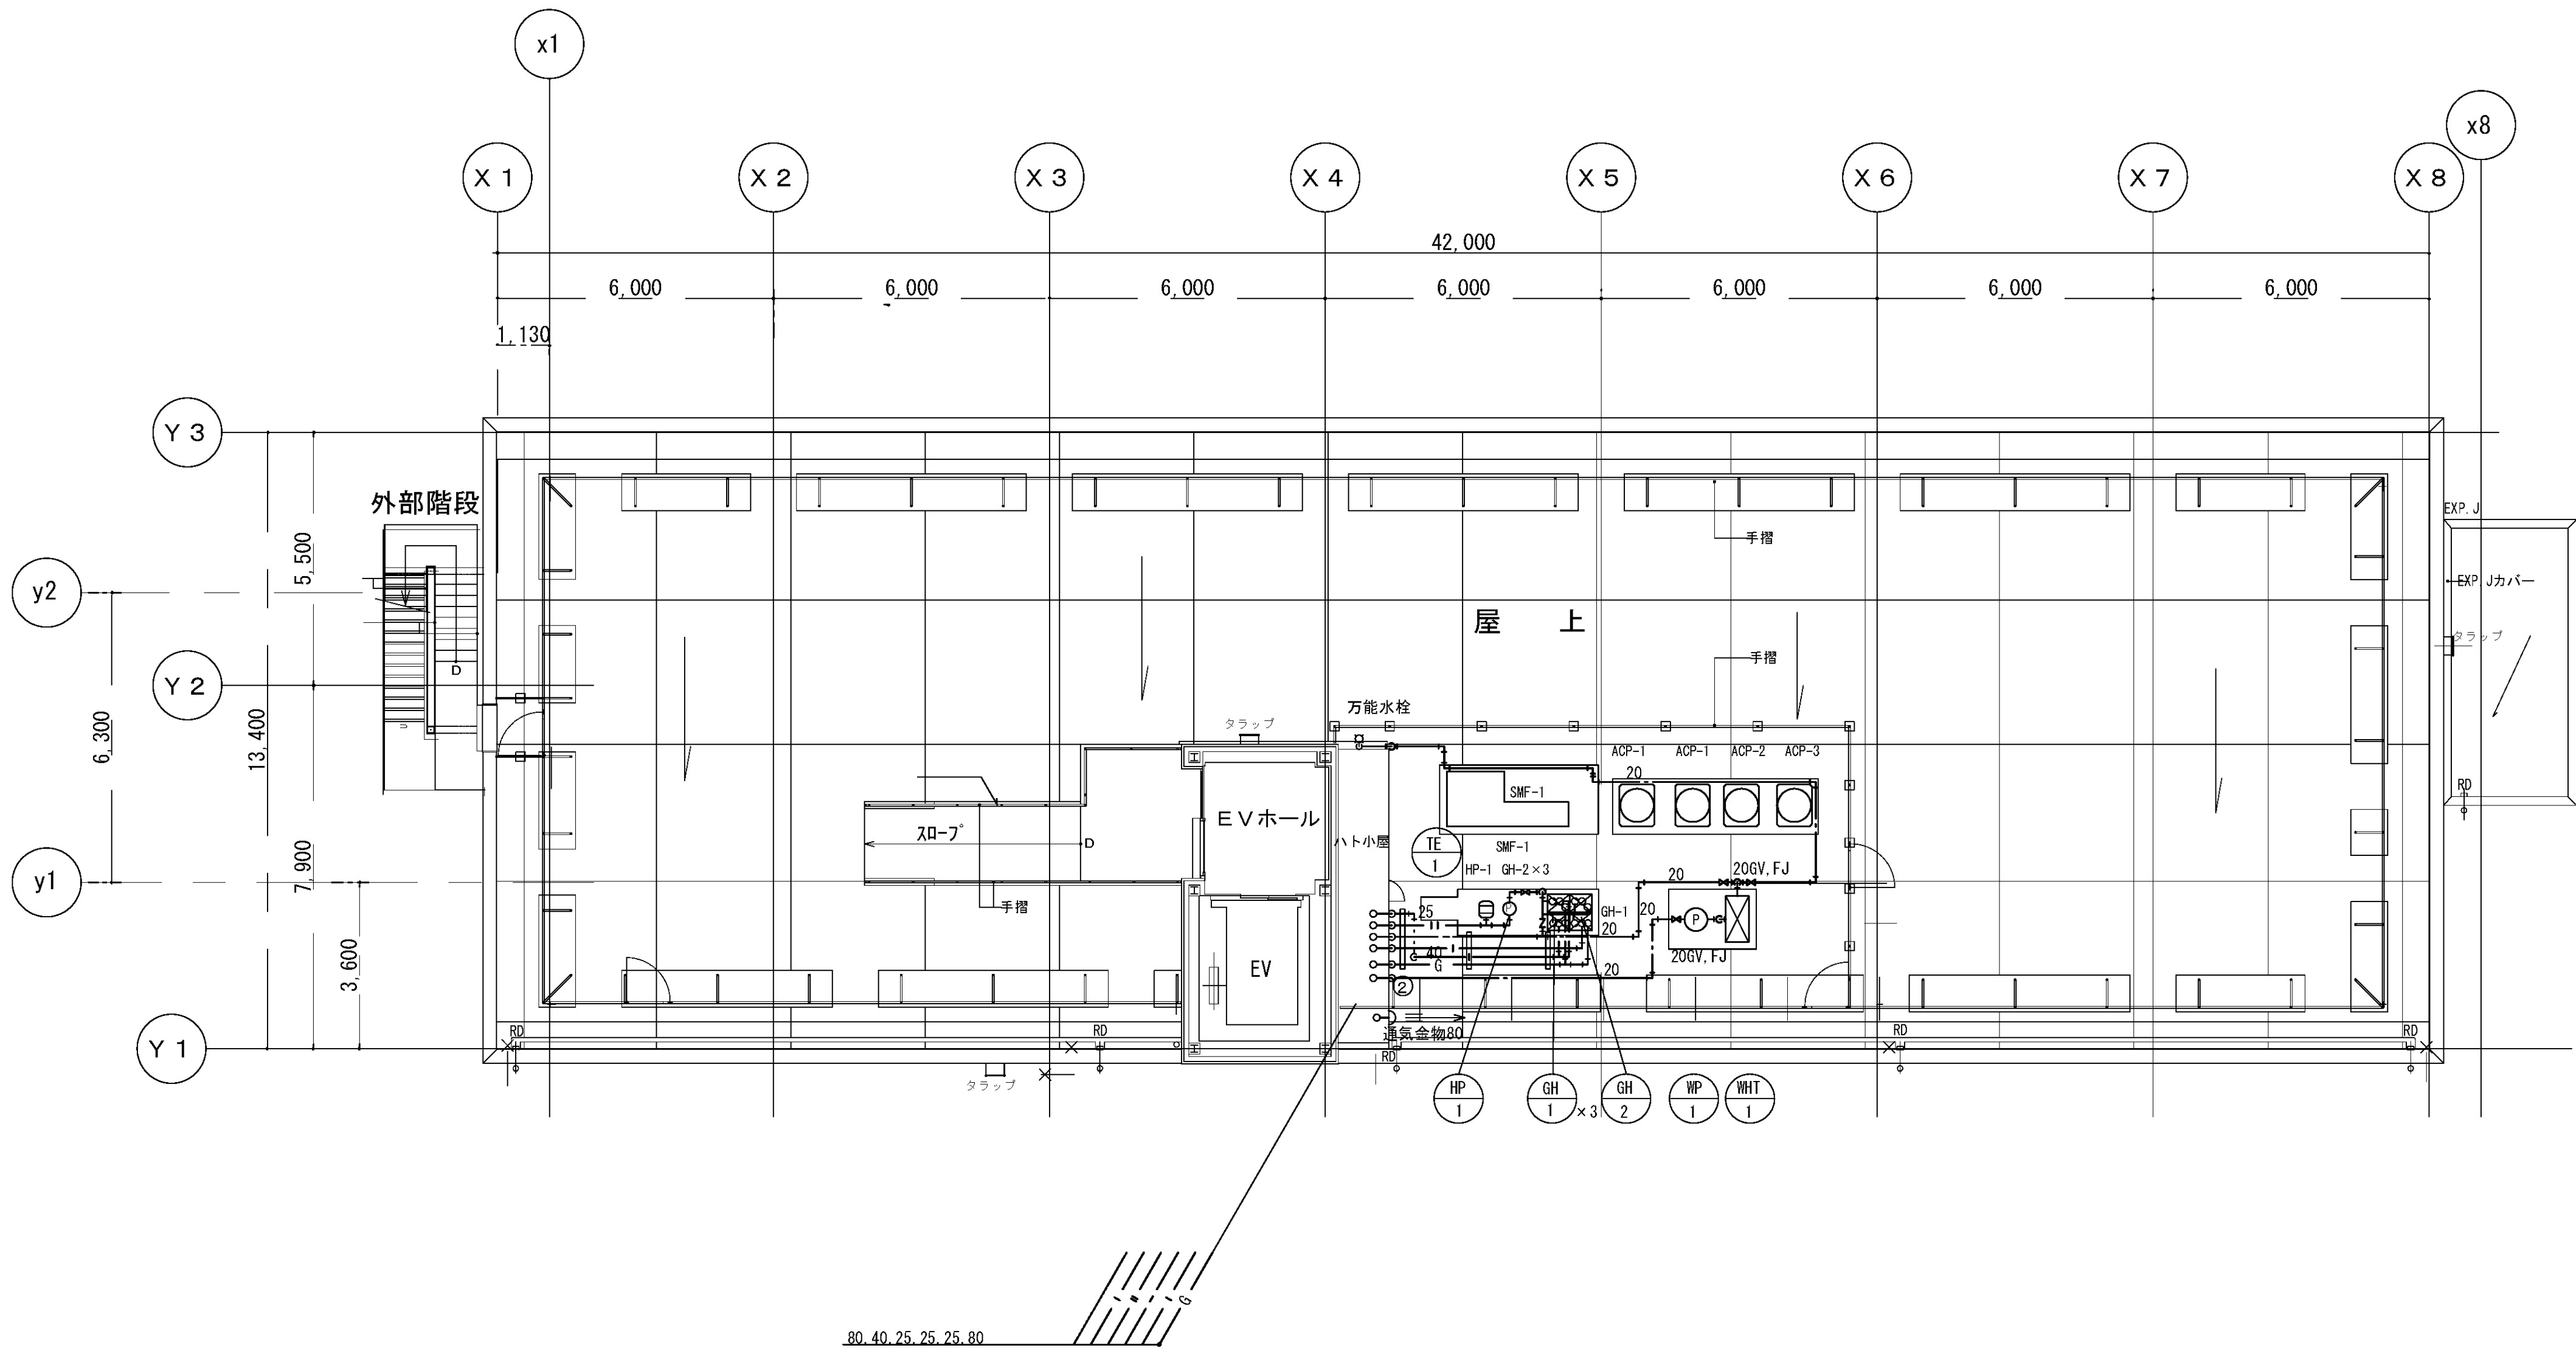 x1
x8
X 1
X 2
X 3
X 4
X 5
X 6
X 7
X 8
42,000
6,000
6,000
6,000
6,000
6,000
6,000
6,000
1,130
Y 3
外部階段
EXP.J
5,500
手摺
y2
EXP.Jカバー
屋 上
タラップ
手摺
D
Y 2
万能水栓
6,300
13,400
タラップ
ACP-1
ACP-1
ACP-2
ACP-3
20
RD
SMF-1
EVホール
スロープ
D
ハト小屋
TE
1
SMF-1
HP-1
GH-2×3
20GV,FJ
20
7,900
y1
手摺
25
P
GH-1
20
P
20
3,600
40
20GV,FJ
EV
G
20
2
RD
RD
通気金物80
RD
RD
RD
Y 1
タラップ
HP
1
GH
1
×3
GH
2
WP
1
WHT
1
G
80.40.25.25.25.80